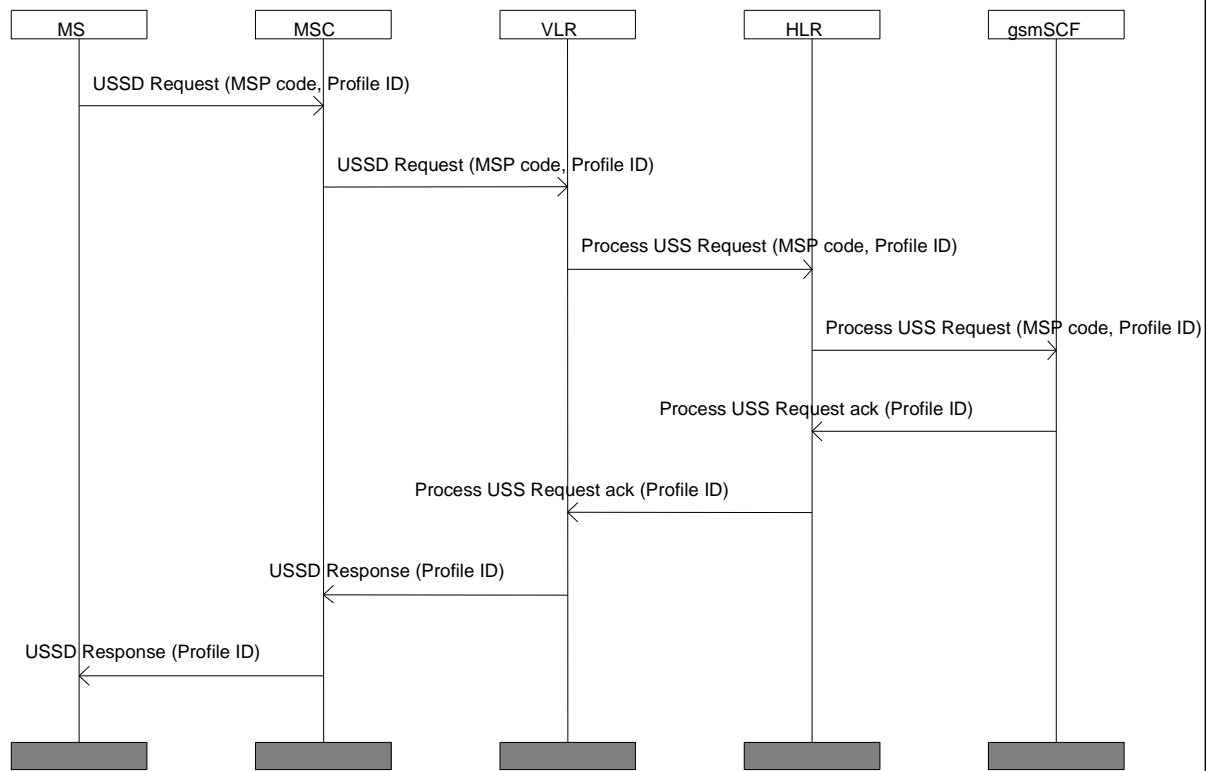 MS
MSC
VLR
HLR
gsmSCF
USSD Request (MSP code, Profile ID)
USSD Request (MSP code, Profile ID)
Process USS Request (MSP code, Profile ID)
Process USS Request (MSP code, Profile ID)
Process USS Request ack (Profile ID)
Process USS Request ack (Profile ID)
USSD Response (Profile ID)
USSD Response (Profile ID)